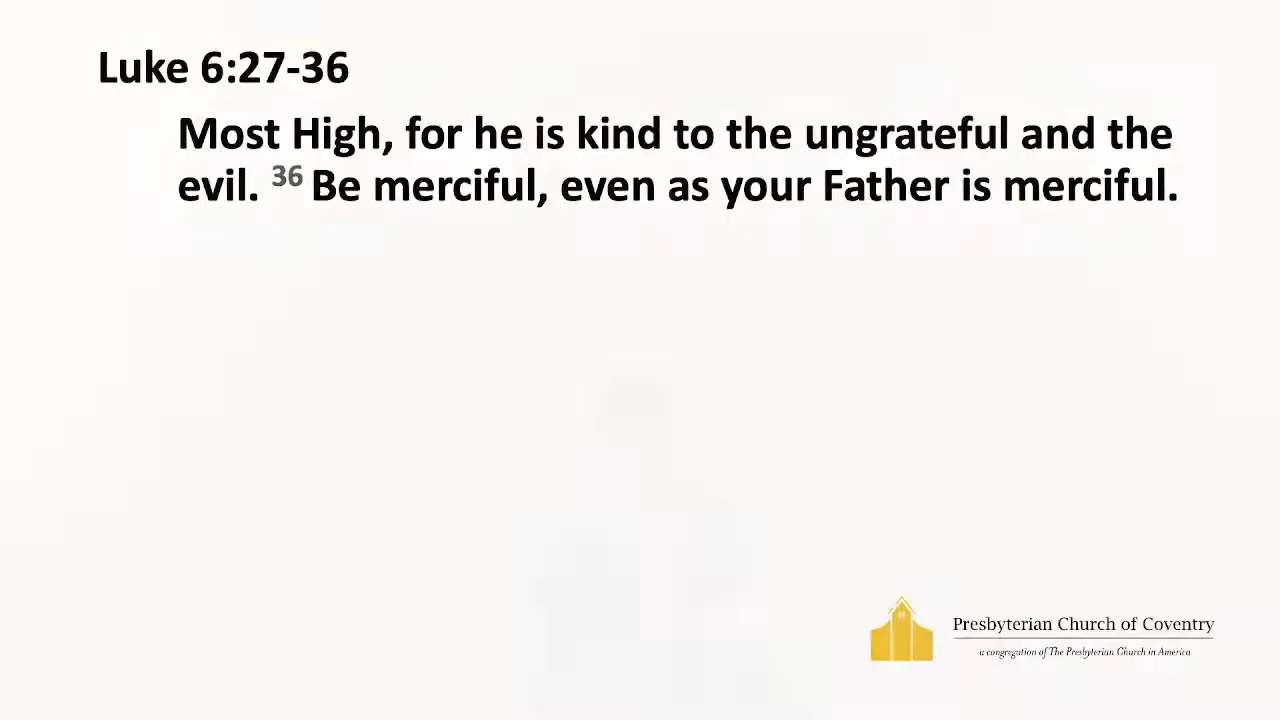 Luke 6:27-36
Most High, for he is kind to the ungrateful and the
evil. 36 Be merciful, even as your Father is merciful.
Presbyterian Church of Coventry
a congregation of The Presbyterian Church in America